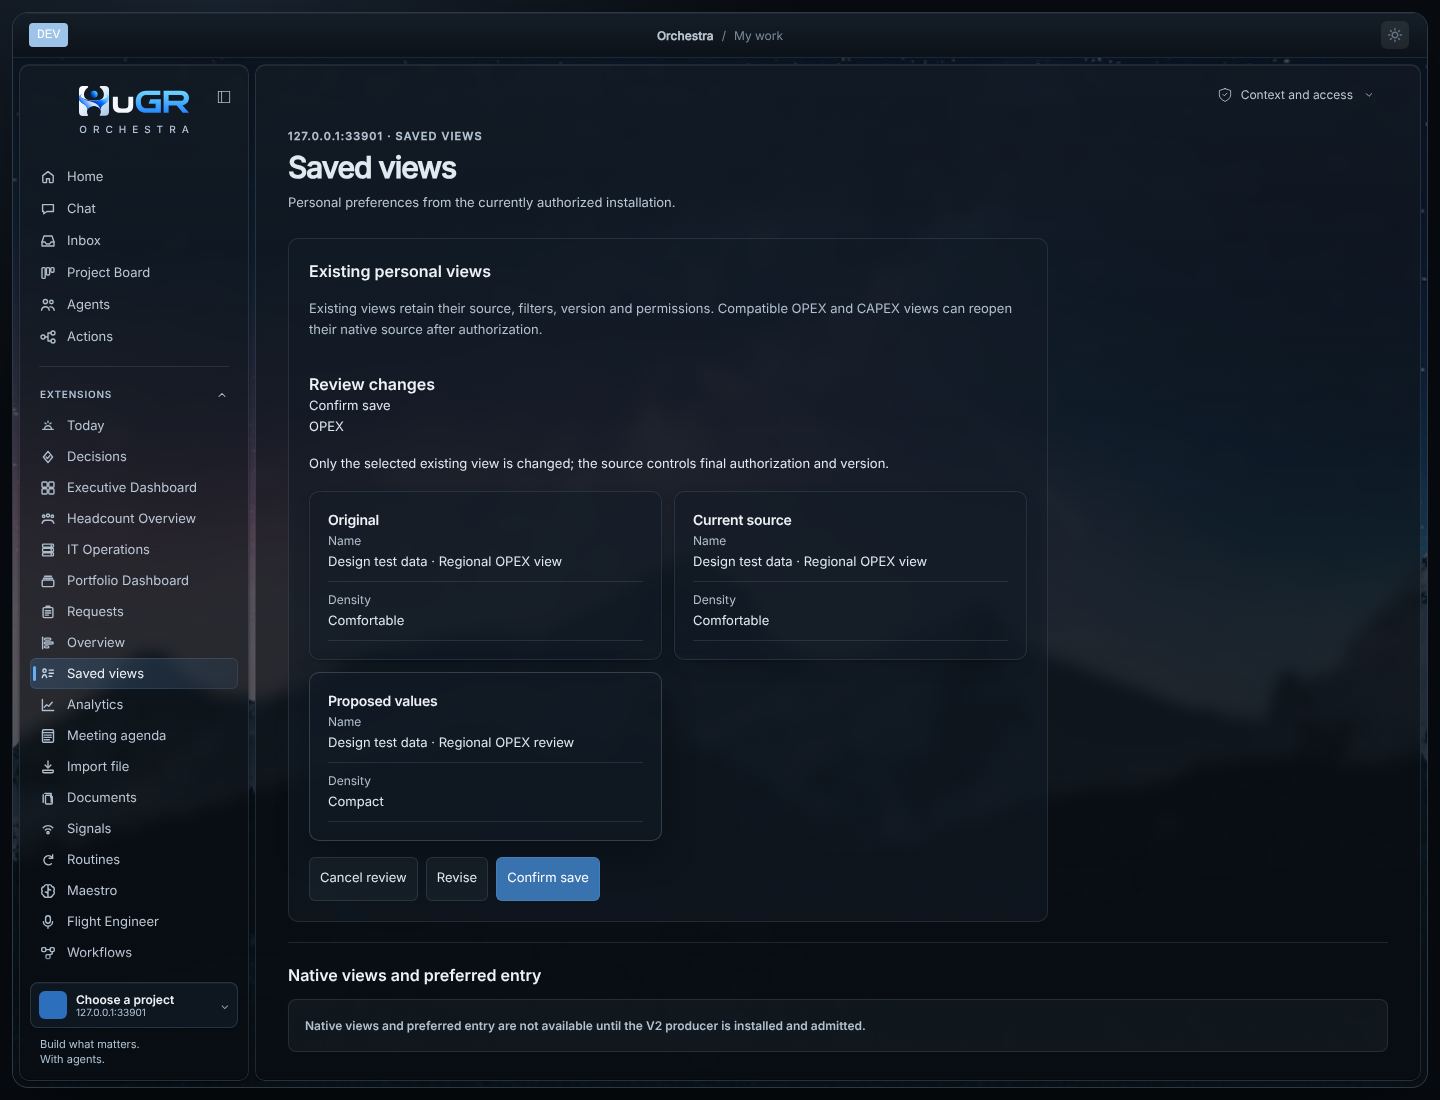 DEV
Orchestra / My work
HuGR
ORCHESTRA
Home
Chat
Inbox
Project Board
Agents
Actions
EXTENSIONS
Today
Decisions
Executive Dashboard
Headcount Overview
IT Operations
Portfolio Dashboard
Requests
Overview
Saved views
Analytics
Meeting agenda
Import file
Documents
Signals
Routines
Maestro
Flight Engineer
Workflows
Choose a project
127.0.0.1:33901
Build what matters.
With agents.
Context and access
127.0.0.1:33901 · SAVED VIEWS
Saved views
Personal preferences from the currently authorized installation.
Existing personal views
Existing views retain their source, filters, version and permissions. Compatible OPEX and CAPEX views can reopen
their native source after authorization.
Review changes
Confirm save
OPEX
Only the selected existing view is changed; the source controls final authorization and version.
Original
Name
Design test data · Regional OPEX view
Density
Comfortable
Current source
Name
Design test data · Regional OPEX view
Density
Comfortable
Proposed values
Name
Design test data · Regional OPEX review
Density
Compact
Cancel review
Revise
Confirm save
Native views and preferred entry
Native views and preferred entry are not available until the V2 producer is installed and admitted.